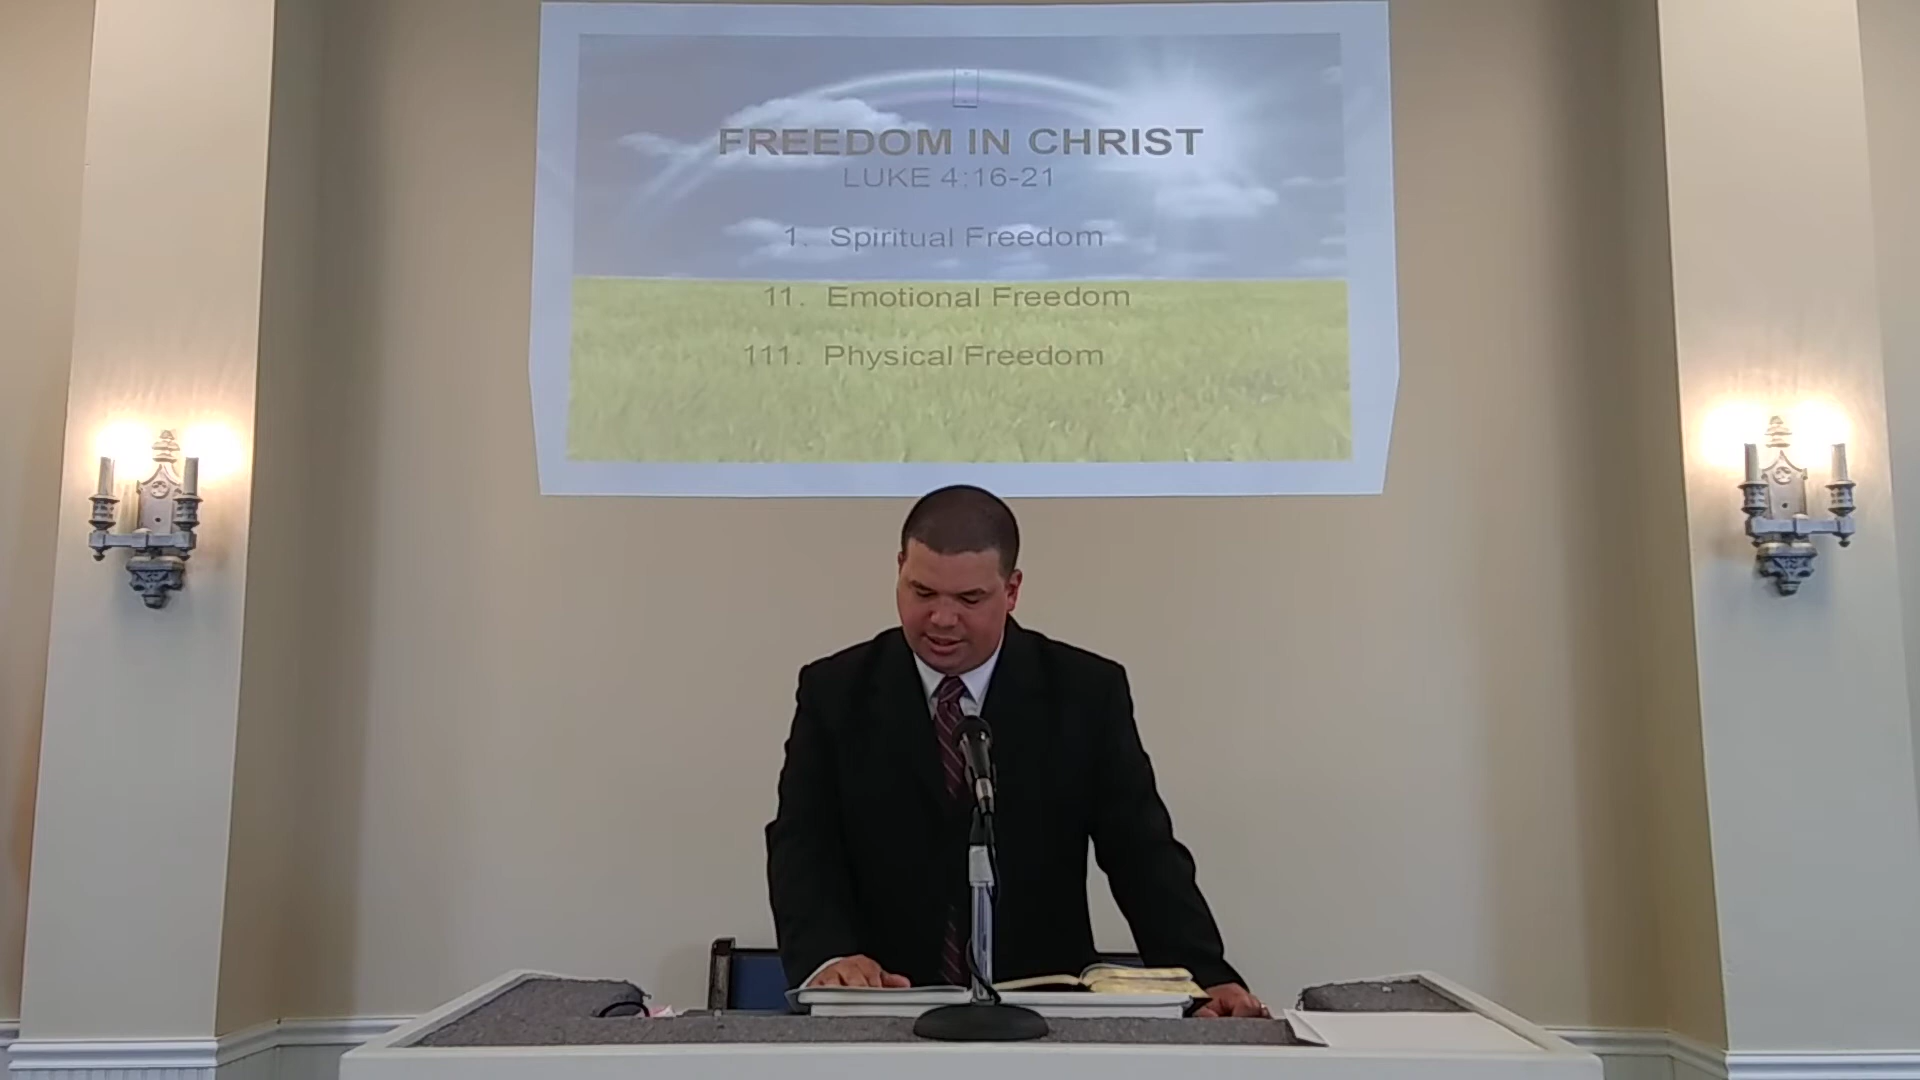 FREEDOM IN CHRIST
LUKE 4:16-21
1. Spiritual Freedom
11. Emotional Freedom
111. Physical Freedom